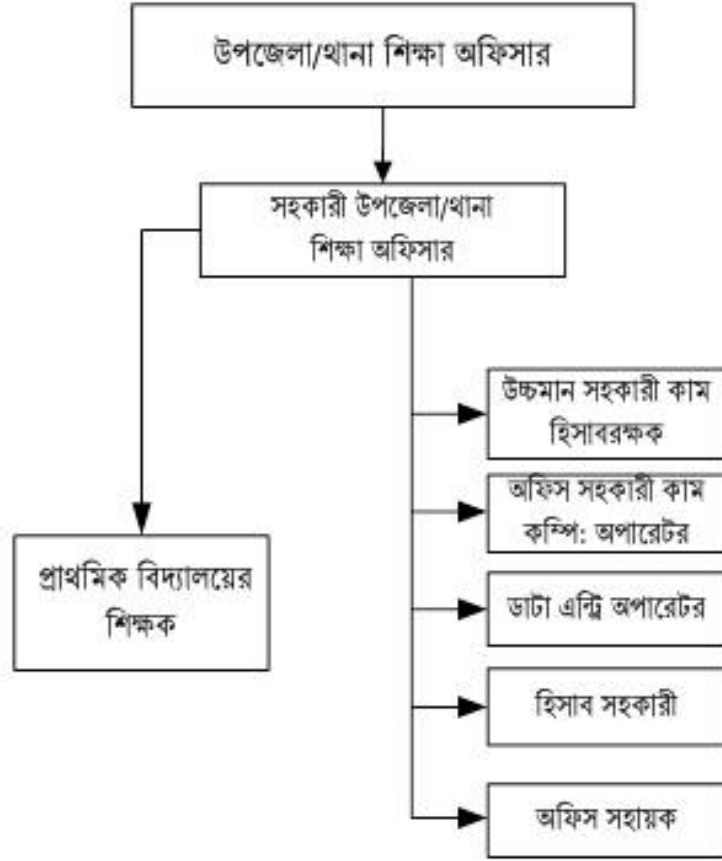 উপজেলা/থানা শিক্ষা অফিসার
সহকারী উপজেলা/থানা
শিক্ষা অফিসার
উচ্চমান সহকারী কাম
হিসাবরক্ষক
অফিস সহকারী কাম
কম্পি: অপারেটর
প্রাথমিক বিদ্যালয়ের
শিক্ষক
ডাটা এন্ট্রি অপারেটর
হিসাব সহকারী
অফিস সহায়ক